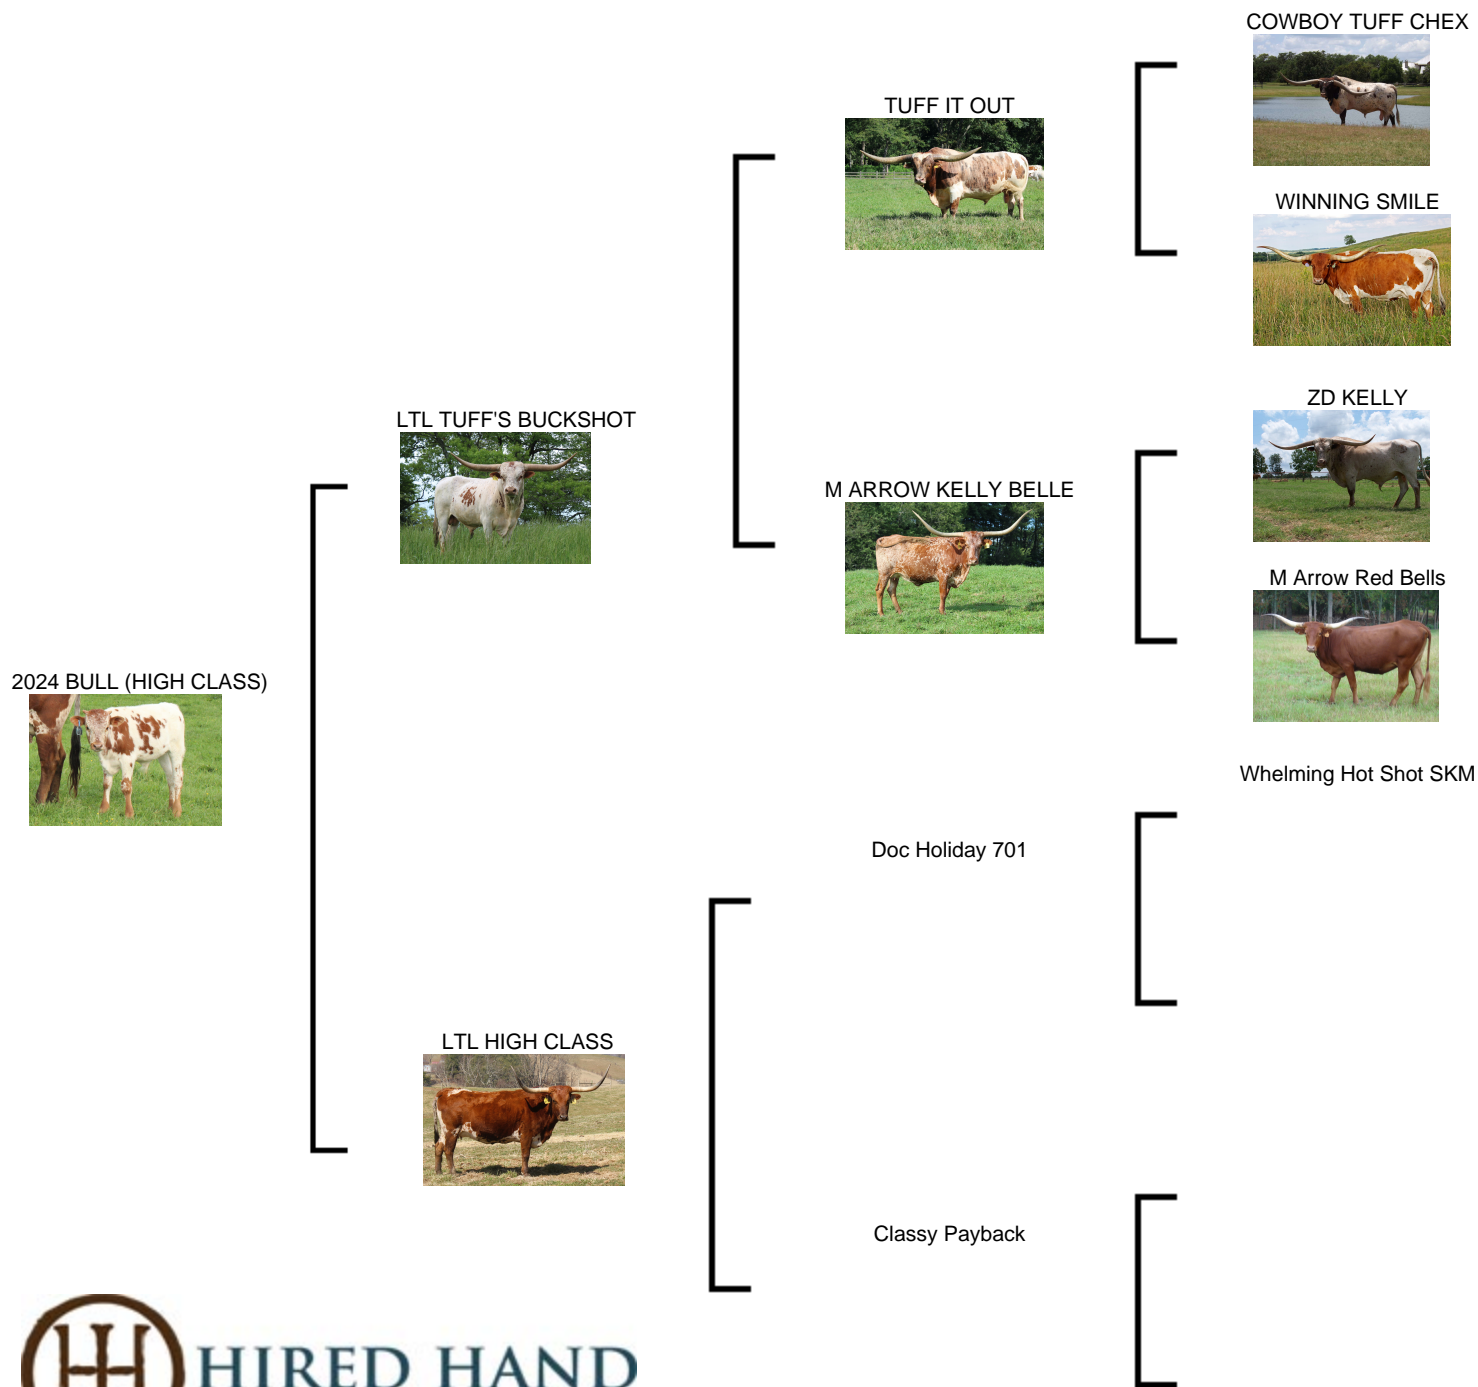 COWBOY TUFF CHEX
TUFF IT OUT
WINNING SMILE
ZD KELLY
LTL TUFF'S BUCKSHOT
M ARROW KELLY BELLE
M Arrow Red Bells
2024 BULL (HIGH CLASS)
Whelming Hot Shot SKM
Doc Holiday 701
LTL HIGH CLASS
Classy Payback
HIRED HAND